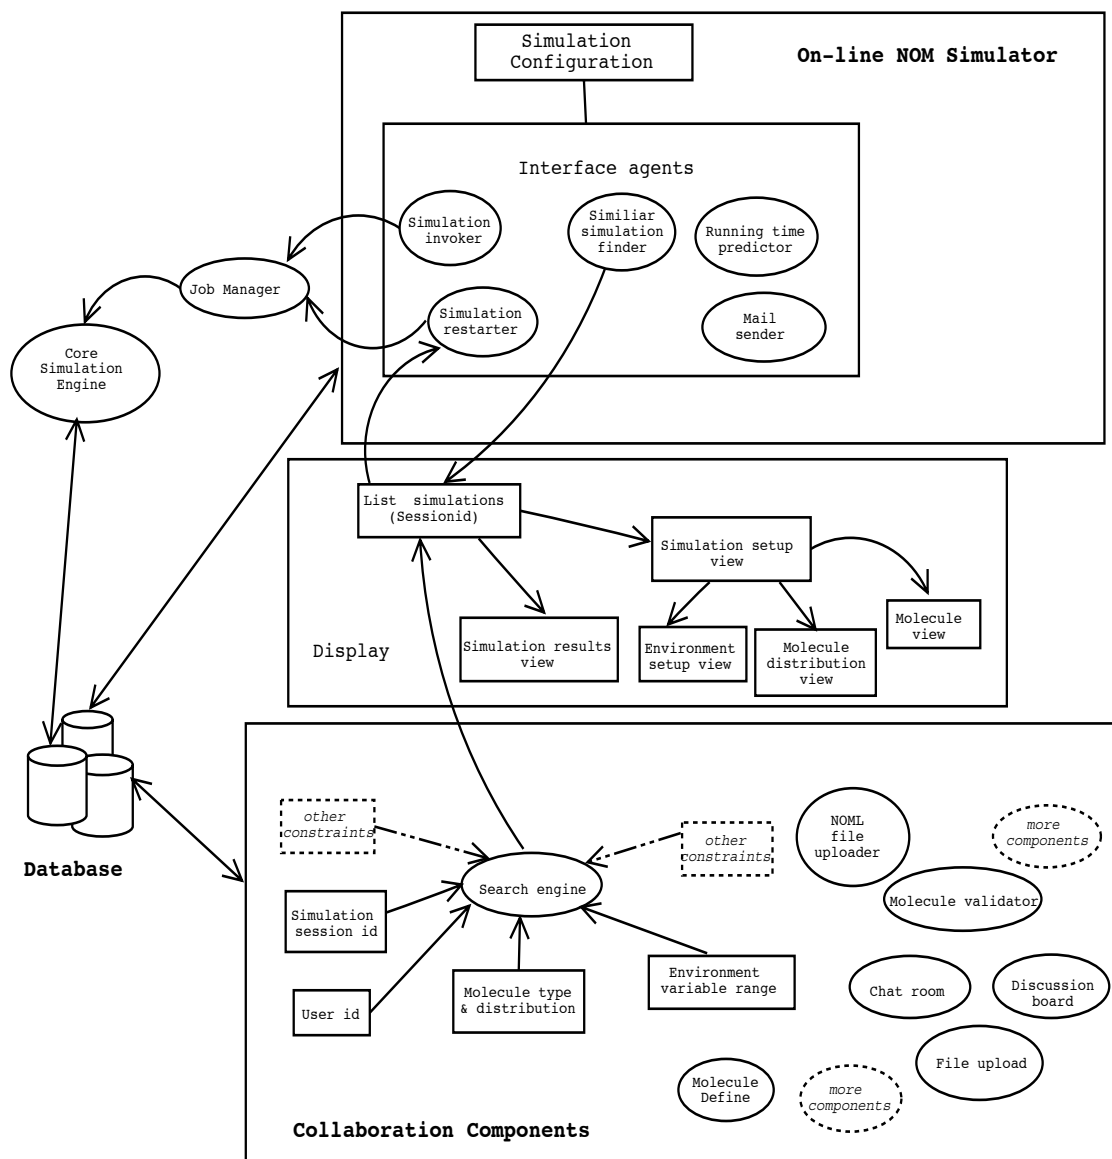 Simulation
Configuration
On-line NOM Simulator
Interface agents
Simulation
invoker
Similiar
simulation
finder
Running time
predictor
Job Manager
Simulation
restarter
Mail
sender
Core
Simulation
Engine
List simulations
(Sessionid)
Simulation setup
view
Display
Simulation results
view
Environment
setup view
Molecule
distribution
view
Molecule
view
Database
other
constraints
other
constraints
NOML
file
uploader
more
components
Search engine
Molecule validator
Simulation
session id
User id
Molecule type
& distribution
Environment
variable range
Chat room
Discussion
board
File upload
Molecule
Define
more
components
Collaboration Components